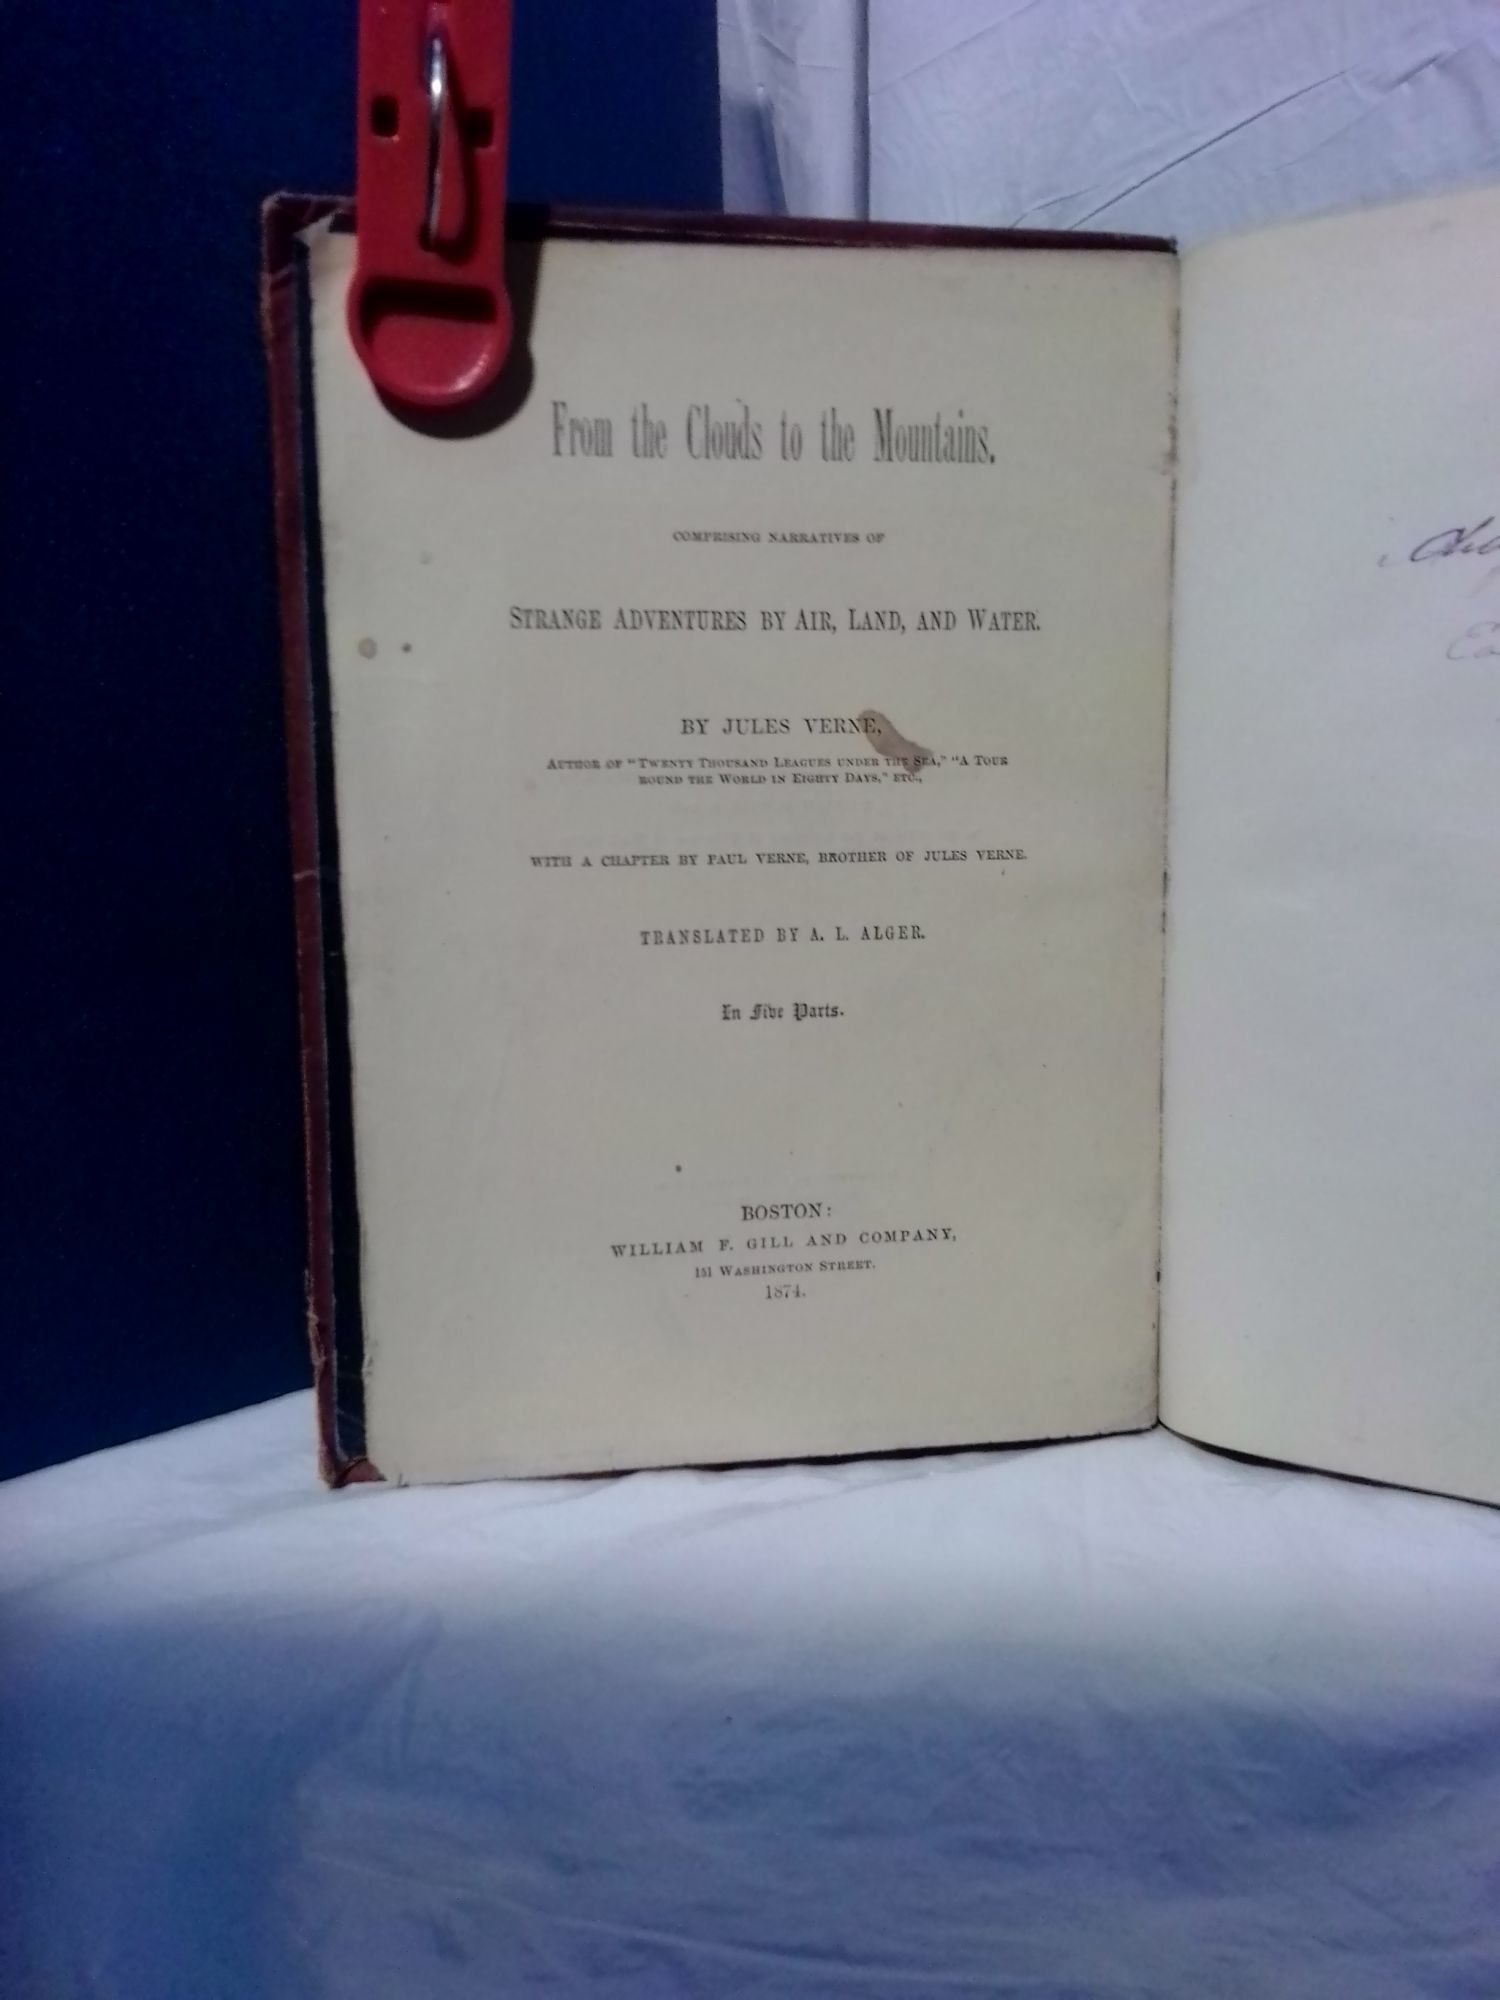 From the Clouds to the Mountains.
COMPRISING NARRATIVES OF
STRANGE ADVENTURES BY AIR, LAND, AND WATER.
BY JULES VERNE,
AUTHOR OF "TWENTY THOUSAND LEAGUES UNDER THE SEA," "A TOUR
ROUND THE WORLD IN EIGHTY DAYS," ETC.,
WITH A CHAPTER BY PAUL VERNE, BROTHER OF JULES VERNE.
TRANSLATED BY A. L. ALGER.
In Five Parts.
BOSTON:
WILLIAM F. GILL AND COMPANY,
151 WASHINGTON STREET.
1874.